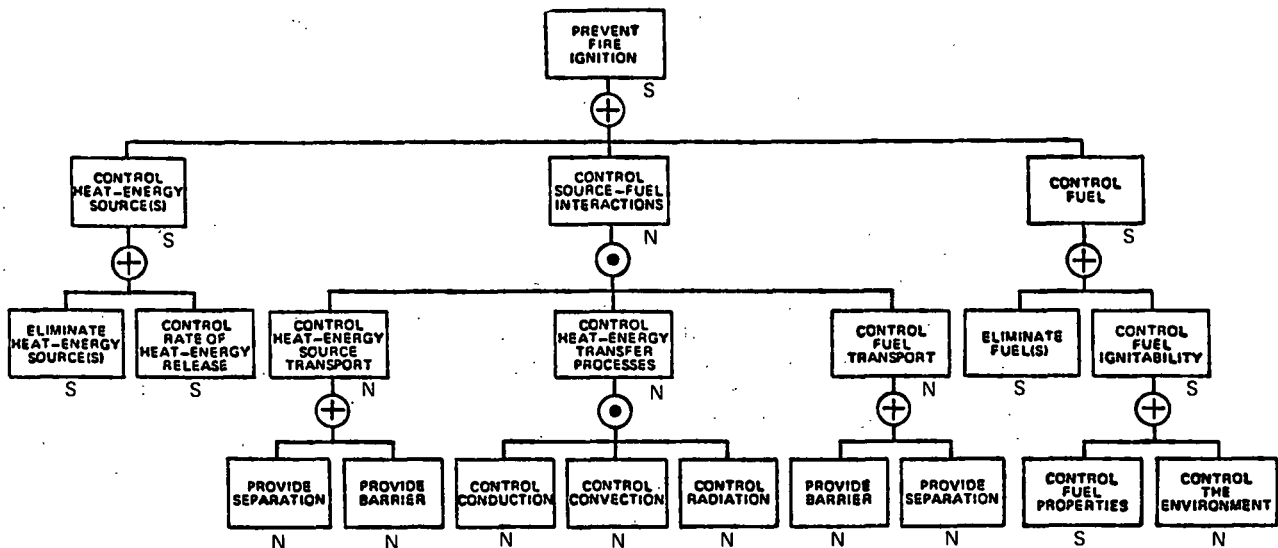 PREVENT
FIRE
IGNITION
S
+
CONTROL
HEAT-ENERGY
SOURCE(S)
S
+
CONTROL
SOURCE-FUEL
INTERACTIONS
N
CONTROL
FUEL
S
+
ELIMINATE
HEAT-ENERGY
SOURCE(S)
S
CONTROL
RATE OF
HEAT-ENERGY
RELEASE
S
CONTROL
HEAT-ENERGY
SOURCE
TRANSPORT
N
+
CONTROL
HEAT-ENERGY
TRANSFER
PROCESSES
N
CONTROL
FUEL
TRANSPORT
N
+
ELIMINATE
FUEL(S)
S
CONTROL
FUEL
IGNITABILITY
S
+
PROVIDE
SEPARATION
N
PROVIDE
BARRIER
N
CONTROL
CONDUCTION
N
CONTROL
CONVECTION
N
CONTROL
RADIATION
N
PROVIDE
BARRIER
N
PROVIDE
SEPARATION
N
CONTROL
FUEL
PROPERTIES
S
CONTROL
THE
ENVIRONMENT
N